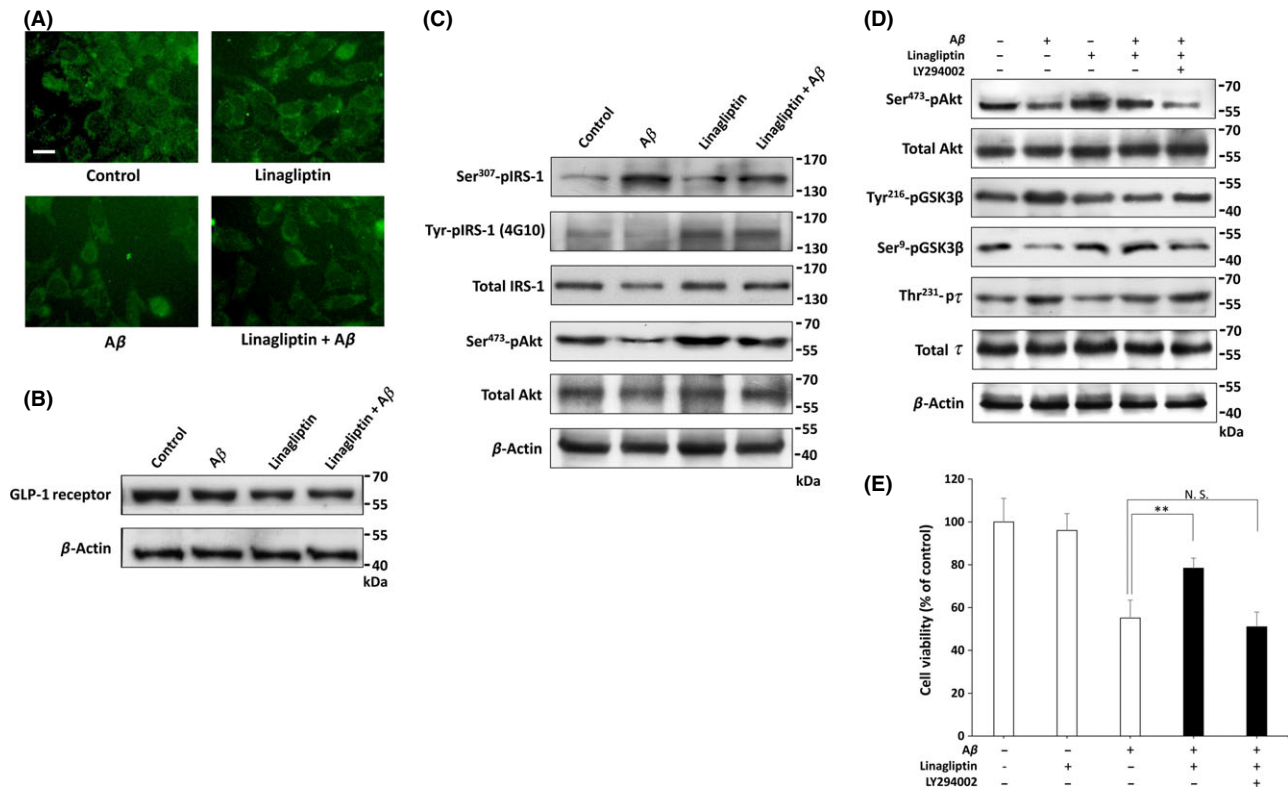 (A)
Control
Linagliptin
Aβ
Linagliptin + Aβ
(B)
Control
Aβ
Linagliptin
Linagliptin + Aβ
GLP-1 receptor
-70
-55
β-Actin
-55
-40
kDa
(C)
Control
Aβ
Linagliptin
Linagliptin + Aβ
Ser³⁰⁷-pIRS-1
-170
-130
Tyr-pIRS-1 (4G10)
-170
-130
Total IRS-1
-170
-130
Ser⁴⁷³-pAkt
-70
-55
Total Akt
-70
-55
β-Actin
-55
-40
kDa
(D)
Aβ – + – + +
Linagliptin – – + + +
LY294002 – – – – +
Ser⁴⁷³-pAkt
-70
-55
Total Akt
-70
-55
Tyr²¹⁶-pGSK3β
-55
-40
Ser⁹-pGSK3β
-55
-40
Thr²³¹-pτ
-55
-40
Total τ
-70
-55
β-Actin
-55
-40
kDa
(E)
Cell viability (% of control)
120
100
80
60
40
20
0
N. S.
**
Aβ – – + + +
Linagliptin - + – + +
LY294002 – – – – +